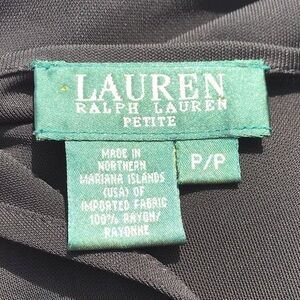 LAUREN
RALPH LAUREN
PETITE
MADE IN
NORTHERN
MARIANA ISLANDS
(USA) OF
IMPORTED FABRIC
100% RAYON/
RAYONNE
P/P